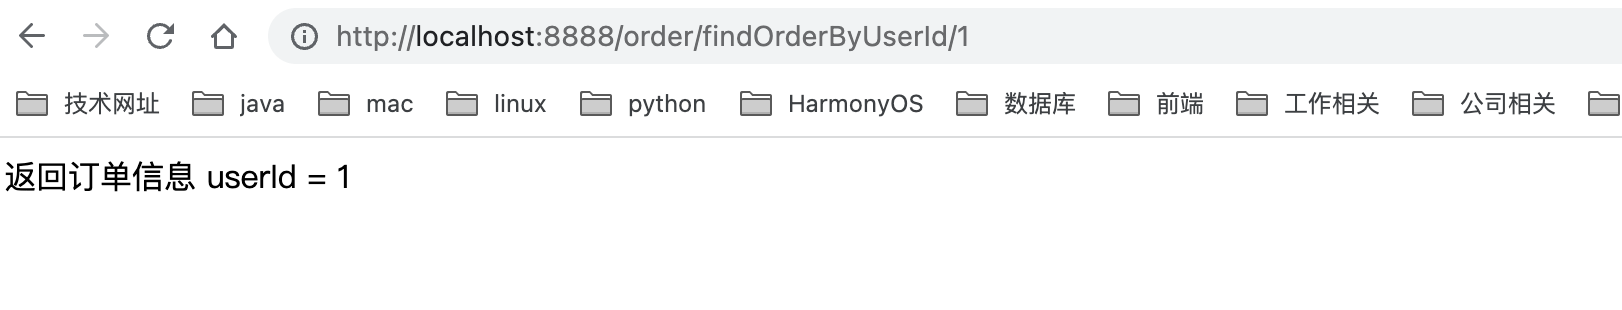 http://localhost:8888/order/findOrderByUserId/1
技术网址 java mac linux python HarmonyOS 数据库 前端 工作相关 公司相关
返回订单信息 userId = 1